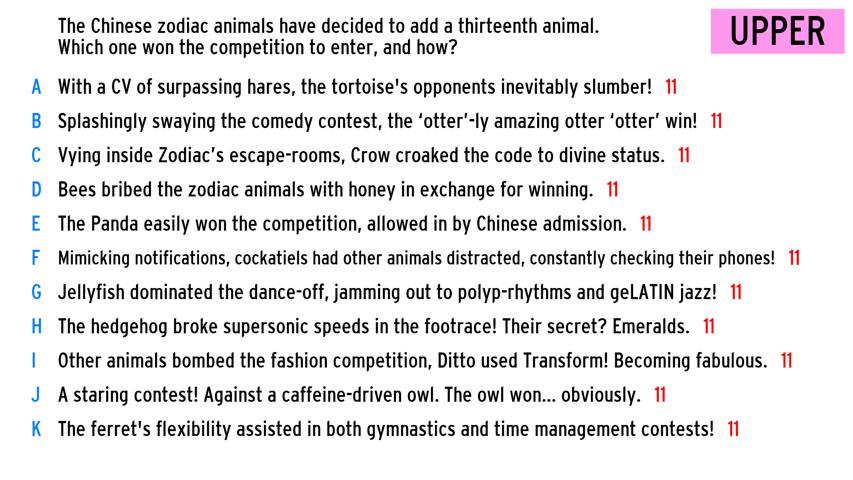 The Chinese zodiac animals have decided to add a thirteenth animal.
Which one won the competition to enter, and how?
UPPER
A With a CV of surpassing hares, the tortoise's opponents inevitably slumber! 11
B Splashingly swaying the comedy contest, the ‘otter’-ly amazing otter ‘otter’ win! 11
C Vying inside Zodiac’s escape-rooms, Crow croaked the code to divine status. 11
D Bees bribed the zodiac animals with honey in exchange for winning. 11
E The Panda easily won the competition, allowed in by Chinese admission. 11
F Mimicking notifications, cockatiels had other animals distracted, constantly checking their phones! 11
G Jellyfish dominated the dance-off, jamming out to polyp-rhythms and geLATIN jazz! 11
H The hedgehog broke supersonic speeds in the footrace! Their secret? Emeralds. 11
I Other animals bombed the fashion competition, Ditto used Transform! Becoming fabulous. 11
J A staring contest! Against a caffeine-driven owl. The owl won... obviously. 11
K The ferret's flexibility assisted in both gymnastics and time management contests! 11